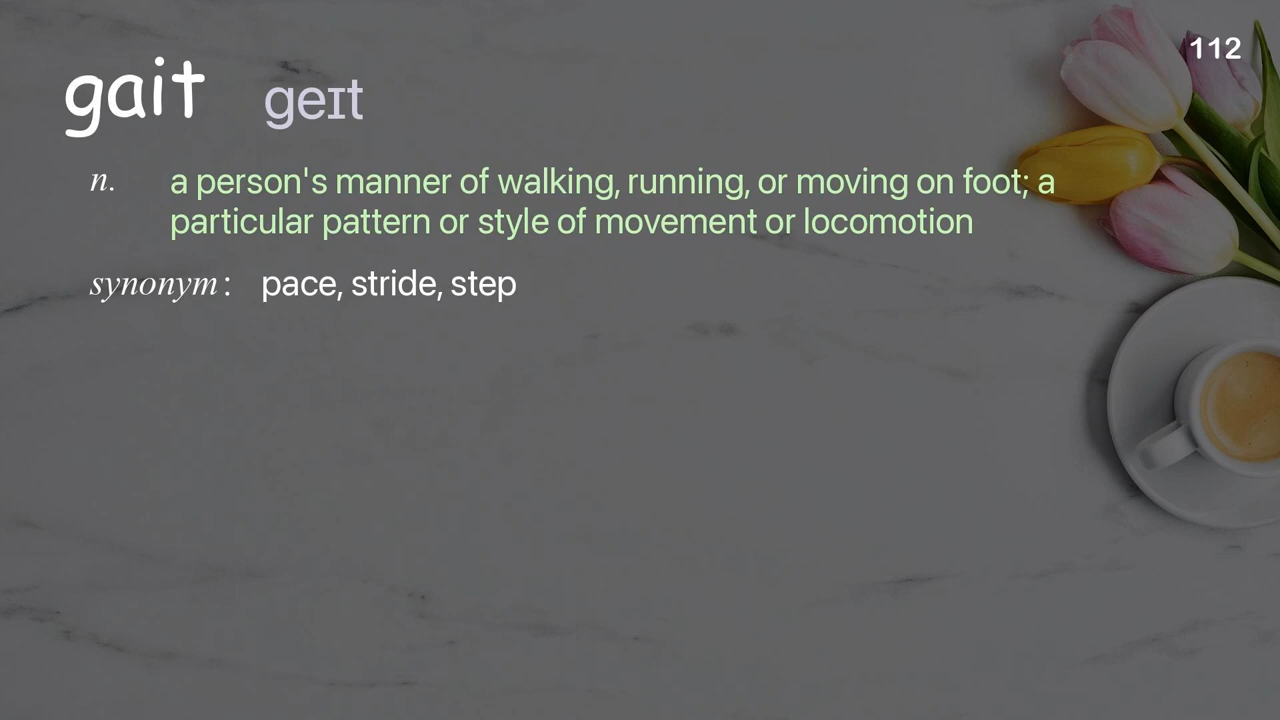 112
gait geɪt
n. a person's manner of walking, running, or moving on foot; a
particular pattern or style of movement or locomotion
synonym: pace, stride, step